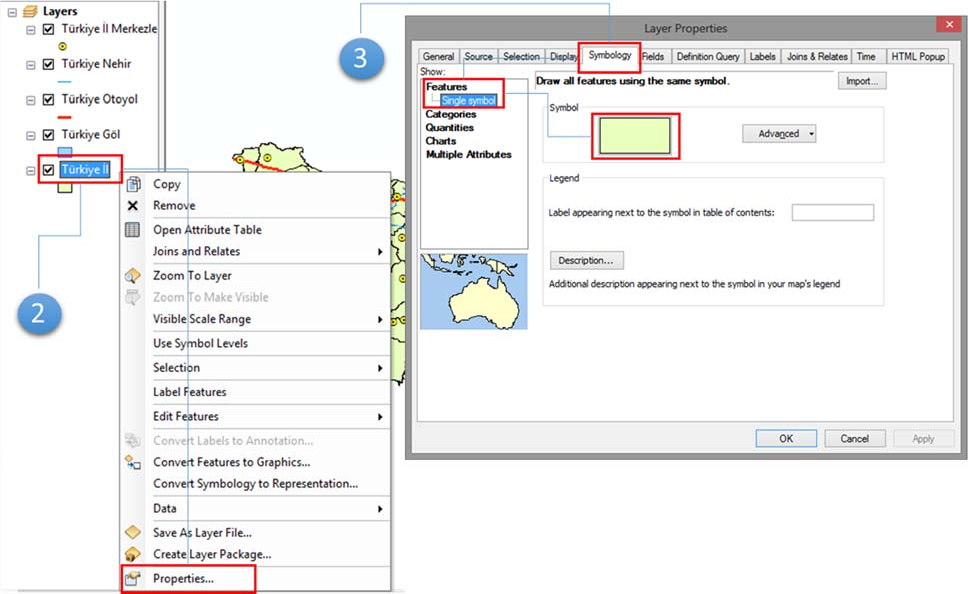 Layers
Türkiye İl Merkezle
Türkiye Nehir
Türkiye Otoyol
Türkiye Göl
Türkiye İl
2
Copy
Remove
Open Attribute Table
Joins and Relates
Zoom To Layer
Zoom To Make Visible
Visible Scale Range
Use Symbol Levels
Selection
Label Features
Edit Features
Convert Labels to Annotation...
Convert Features to Graphics...
Convert Symbology to Representation...
Data
Save As Layer File...
Create Layer Package...
Properties...
3
Layer Properties
General Source Selection Display Symbology Fields Definition Query Labels Joins & Relates Time HTML Popup
Show:
Features
Single symbol
Categories
Quantities
Charts
Multiple Attributes
Draw all features using the same symbol.
Import...
Symbol
Advanced
Legend
Label appearing next to the symbol in table of contents:
Description...
Additional description appearing next to the symbol in your map's legend
OK Cancel Apply